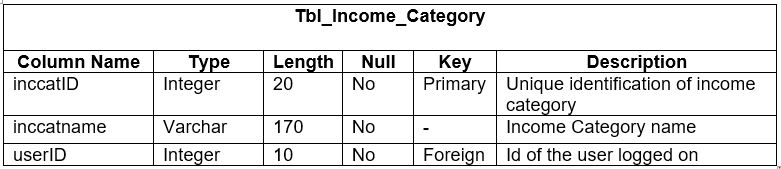 Tbl_Income_Category
Column Name Type Length Null Key Description
inccatID Integer 20 No Primary Unique identification of income
category
inccatname Varchar 170 No - Income Category name
userID Integer 10 No Foreign Id of the user logged on